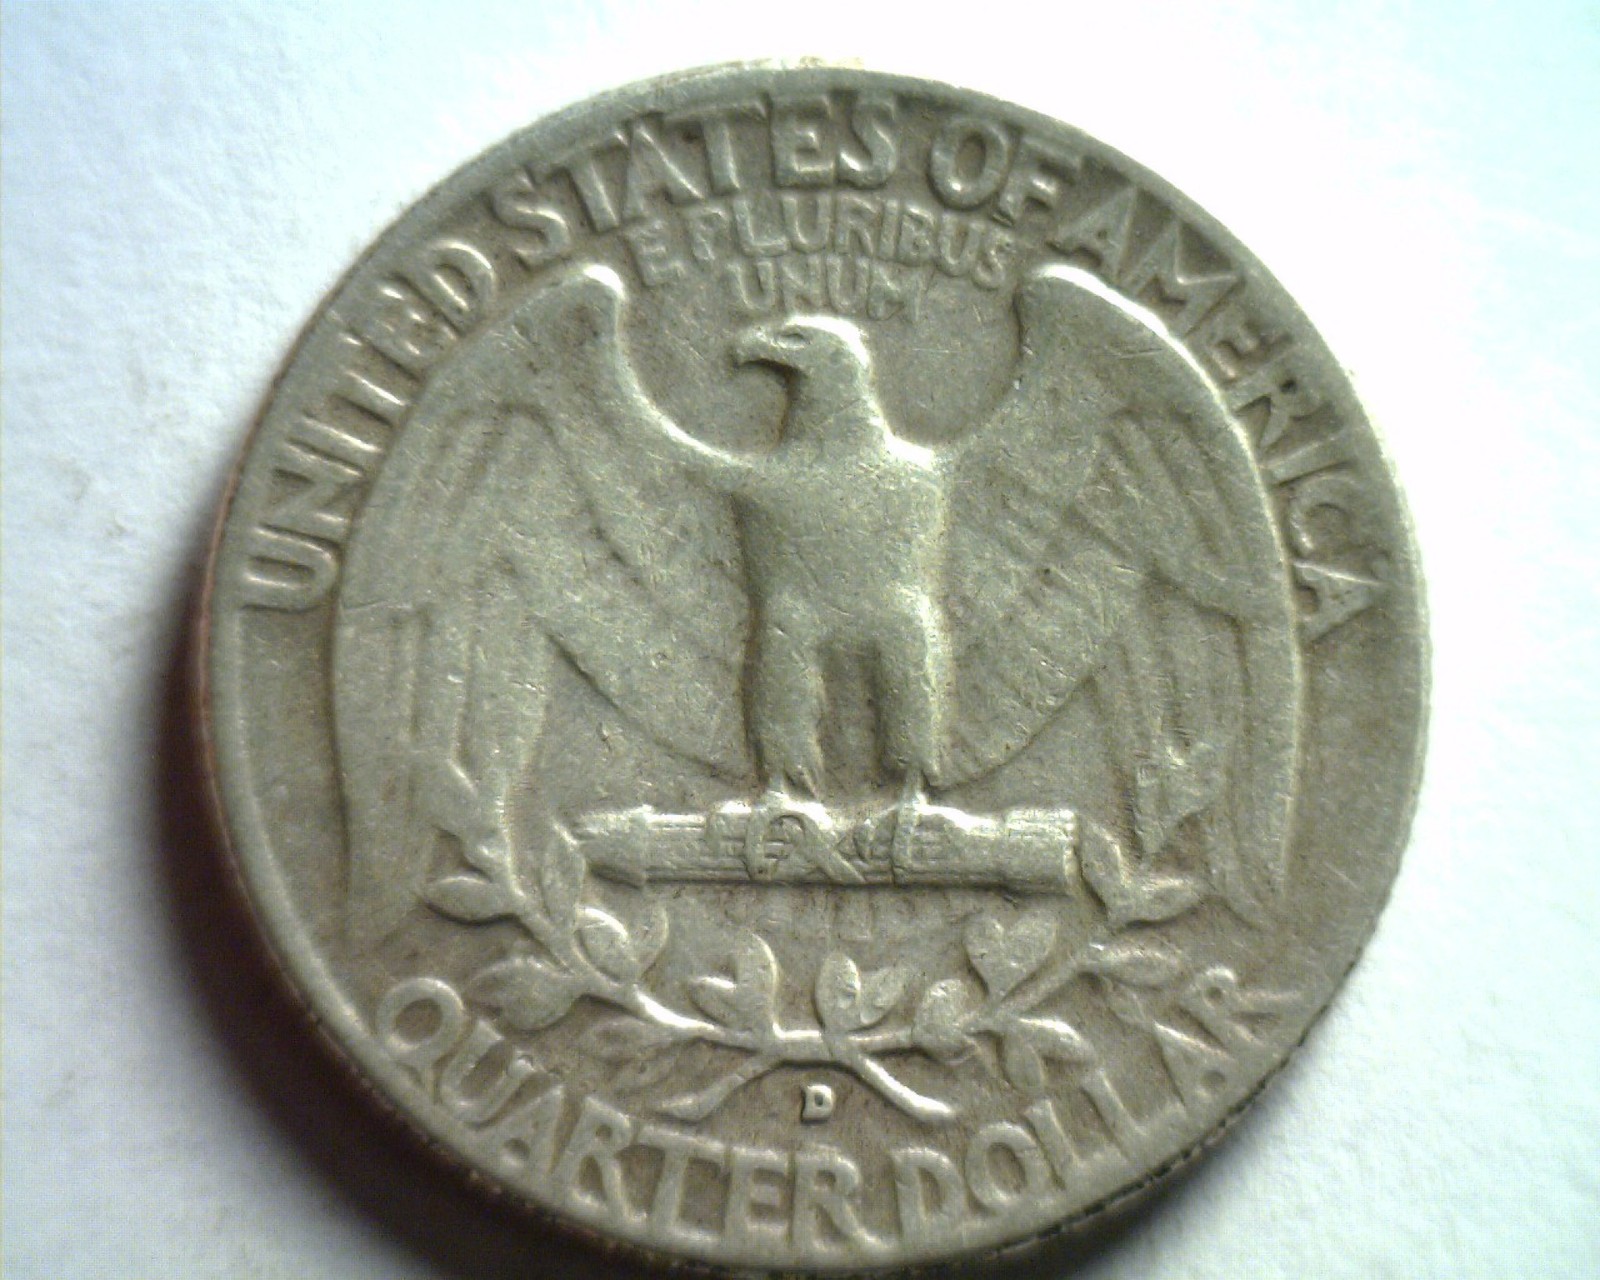 UNITED STATES OF AMERICA
E PLURIBUS
UNUM
D
QUARTER DOLLAR